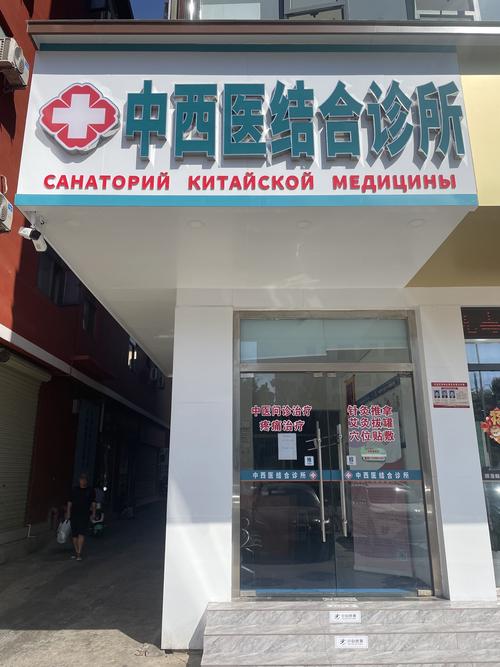 中西医结合诊所
САНАТОРИЙ КИТАЙСКОЙ МЕДИЦИНЫ
中医问诊治疗
疼痛治疗
针灸推拿
艾灸拔罐
穴位贴敷
中西医结合诊所
中西医结合诊所